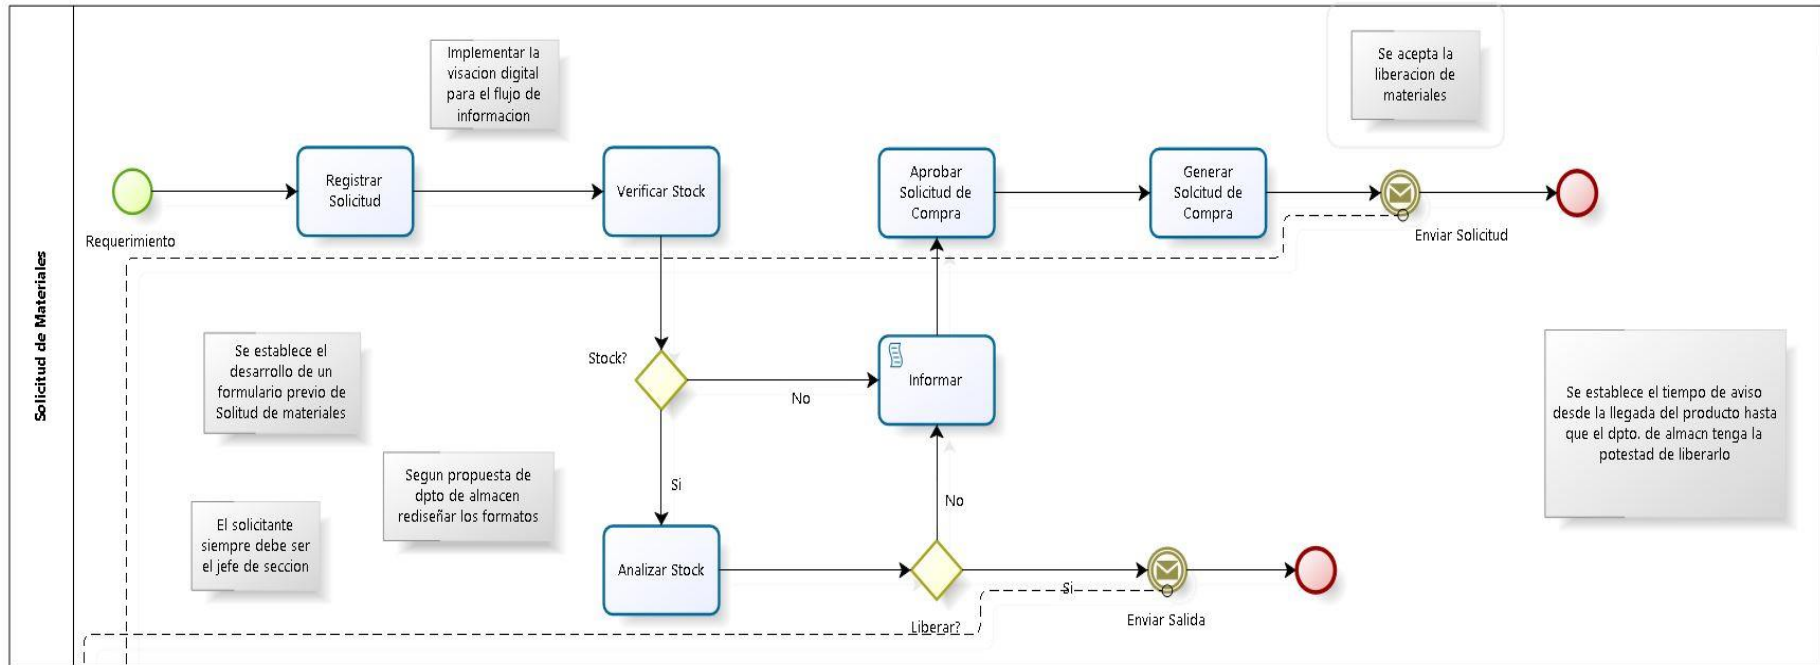 Solicitud de Materiales
Implementar la
visacion digital
para el flujo de
informacion
Se acepta la
liberacion de
materiales
Requerimiento
Registrar
Solicitud
Verificar Stock
Aprobar
Solicitud de
Compra
Generar
Solcitud de
Compra
Enviar Solicitud
Se establece el
desarrollo de un
formulario previo de
Solitud de materiales
Stock?
No
Informar
Se establece el tiempo de aviso
desde la llegada del producto hasta
que el dpto. de almacn tenga la
potestad de liberarlo
Segun propuesta de
dpto de almacen
rediseñar los formatos
Si
No
El solicitante
siempre debe ser
el jefe de seccion
Analizar Stock
Liberar?
Si
Enviar Salida